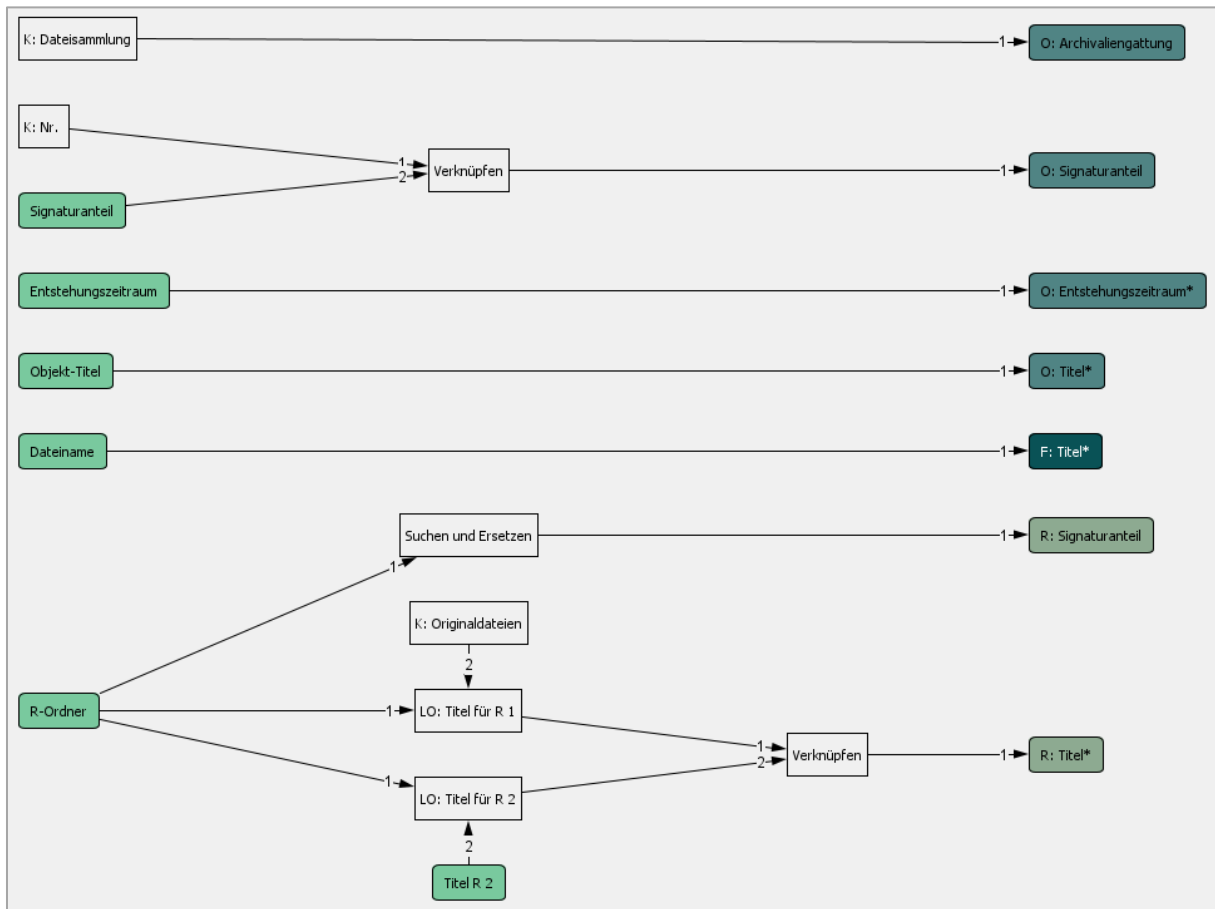 K: Dateisammlung
1
O: Archivaliengattung
K: Nr.
1
2
Verknüpfen
1
O: Signaturanteil
Signaturanteil
Entstehungszeitraum
1
O: Entstehungszeitraum*
Objekt-Titel
1
O: Titel*
Dateiname
1
F: Titel*
Suchen und Ersetzen
1
R: Signaturanteil
1
K: Originaldateien
2
R-Ordner
1
LO: Titel für R 1
1
2
Verknüpfen
1
R: Titel*
1
LO: Titel für R 2
2
Titel R 2